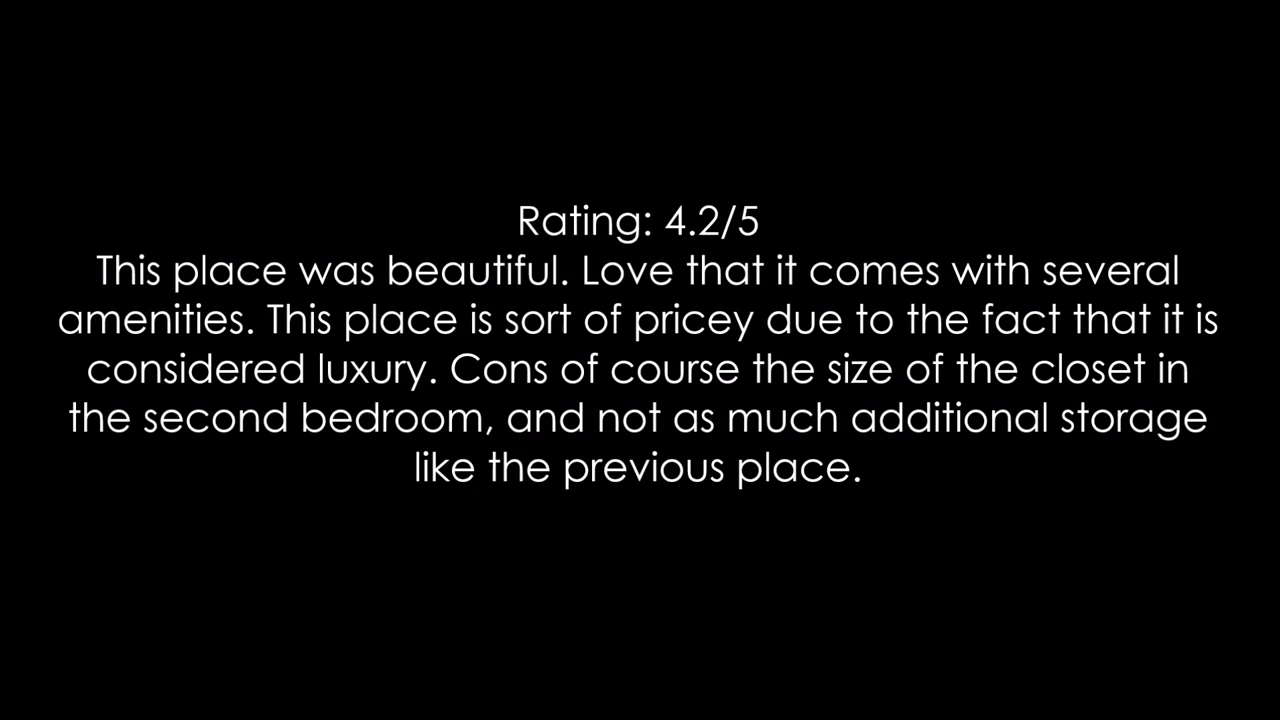 Rating: 4.2/5
This place was beautiful. Love that it comes with several
amenities. This place is sort of pricey due to the fact that it is
considered luxury. Cons of course the size of the closet in
the second bedroom, and not as much additional storage
like the previous place.